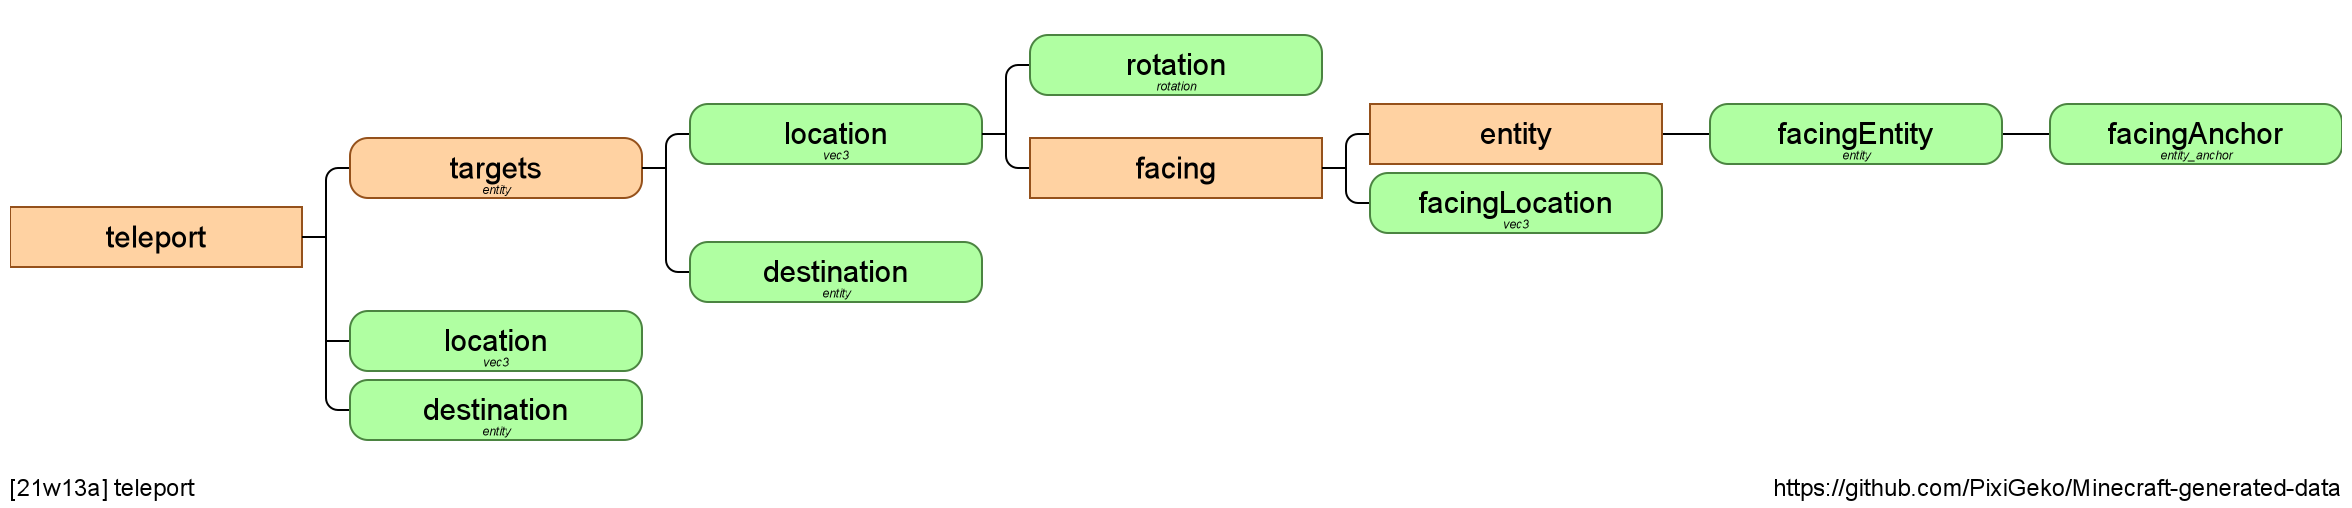 teleport
targets
entity
location
vec3
rotation
rotation
facing
entity
facingEntity
entity
facingAnchor
entity_anchor
facingLocation
vec3
destination
entity
location
vec3
destination
entity
[21w13a] teleport
https://github.com/PixiGeko/Minecraft-generated-data